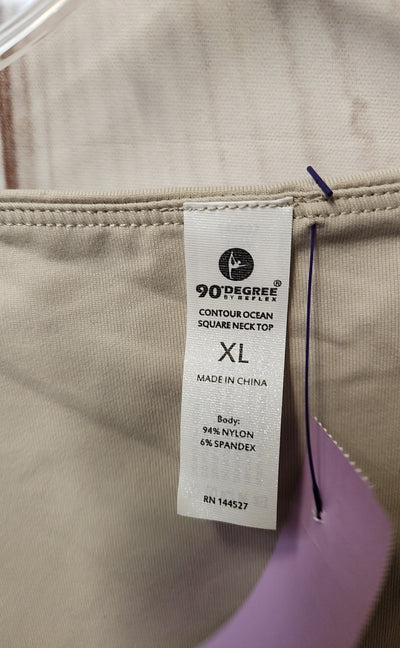 90°DEGREE®
BY REFLEX
CONTOUR OCEAN
SQUARE NECK TOP
XL
MADE IN CHINA
Body:
94% NYLON
6% SPANDEX
RN 144527